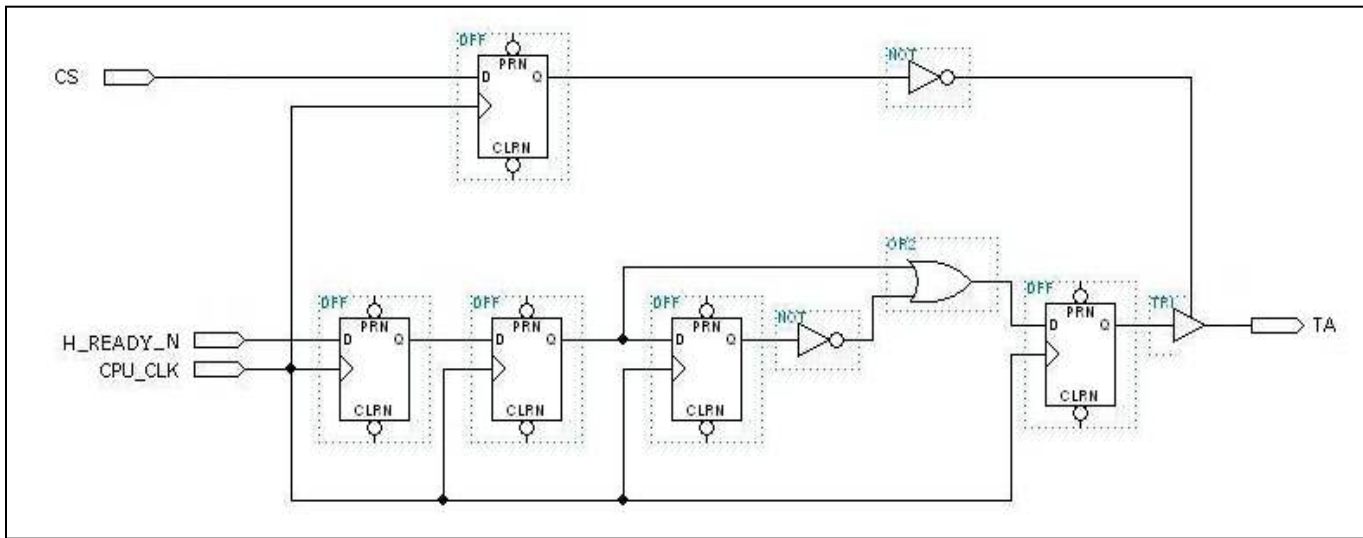 DFF
PRN
D Q
CLRN
CS
NOT
OR2
DFF
PRN
D Q
CLRN
DFF
PRN
D Q
CLRN
DFF
PRN
D Q
CLRN
NOT
DFF
PRN
D Q
CLRN
TRI
TA
H_READY_N
CPU_CLK